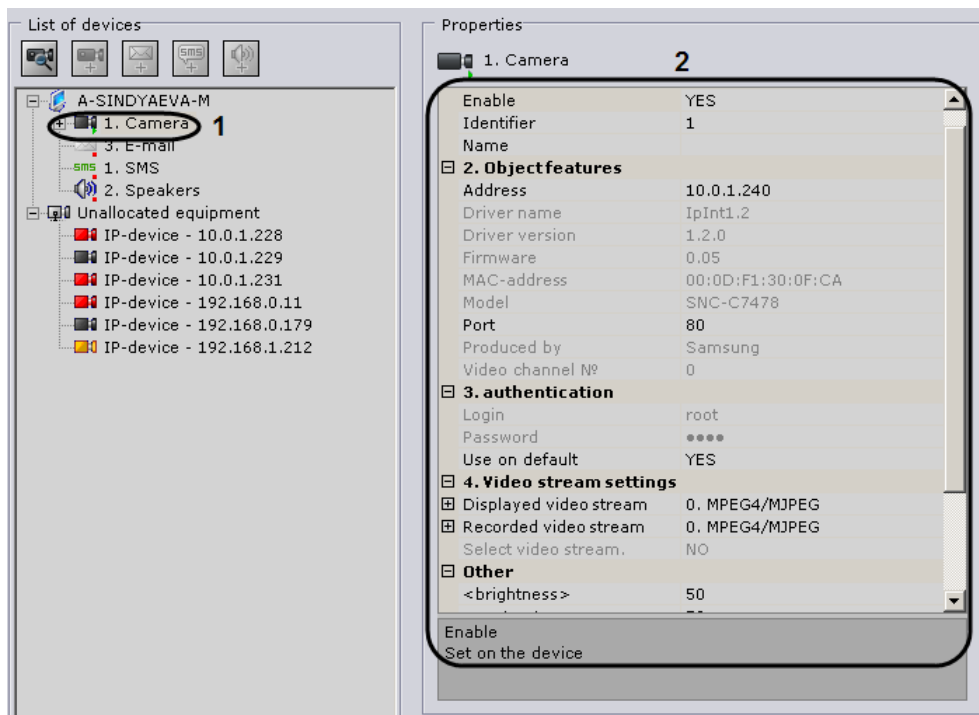 List of devices
sms
A-SINDYAEVA-M
1. Camera
1
3. E-mail
sms 1. SMS
2. Speakers
Unallocated equipment
IP-device - 10.0.1.228
IP-device - 10.0.1.229
IP-device - 10.0.1.231
IP-device - 192.168.0.11
IP-device - 192.168.0.179
IP-device - 192.168.1.212
Properties
1. Camera
2
Enable YES
Identifier 1
Name
2. Object features
Address 10.0.1.240
Driver name IpInt1.2
Driver version 1.2.0
Firmware 0.05
MAC-address 00:0D:F1:30:0F:CA
Model SNC-C7478
Port 80
Produced by Samsung
Video channel Nº 0
3. authentication
Login root
Password ●●●●
Use on default YES
4. Video stream settings
Displayed video stream 0. MPEG4/MJPEG
Recorded video stream 0. MPEG4/MJPEG
Select video stream. NO
Other
<brightness> 50
Enable
Set on the device